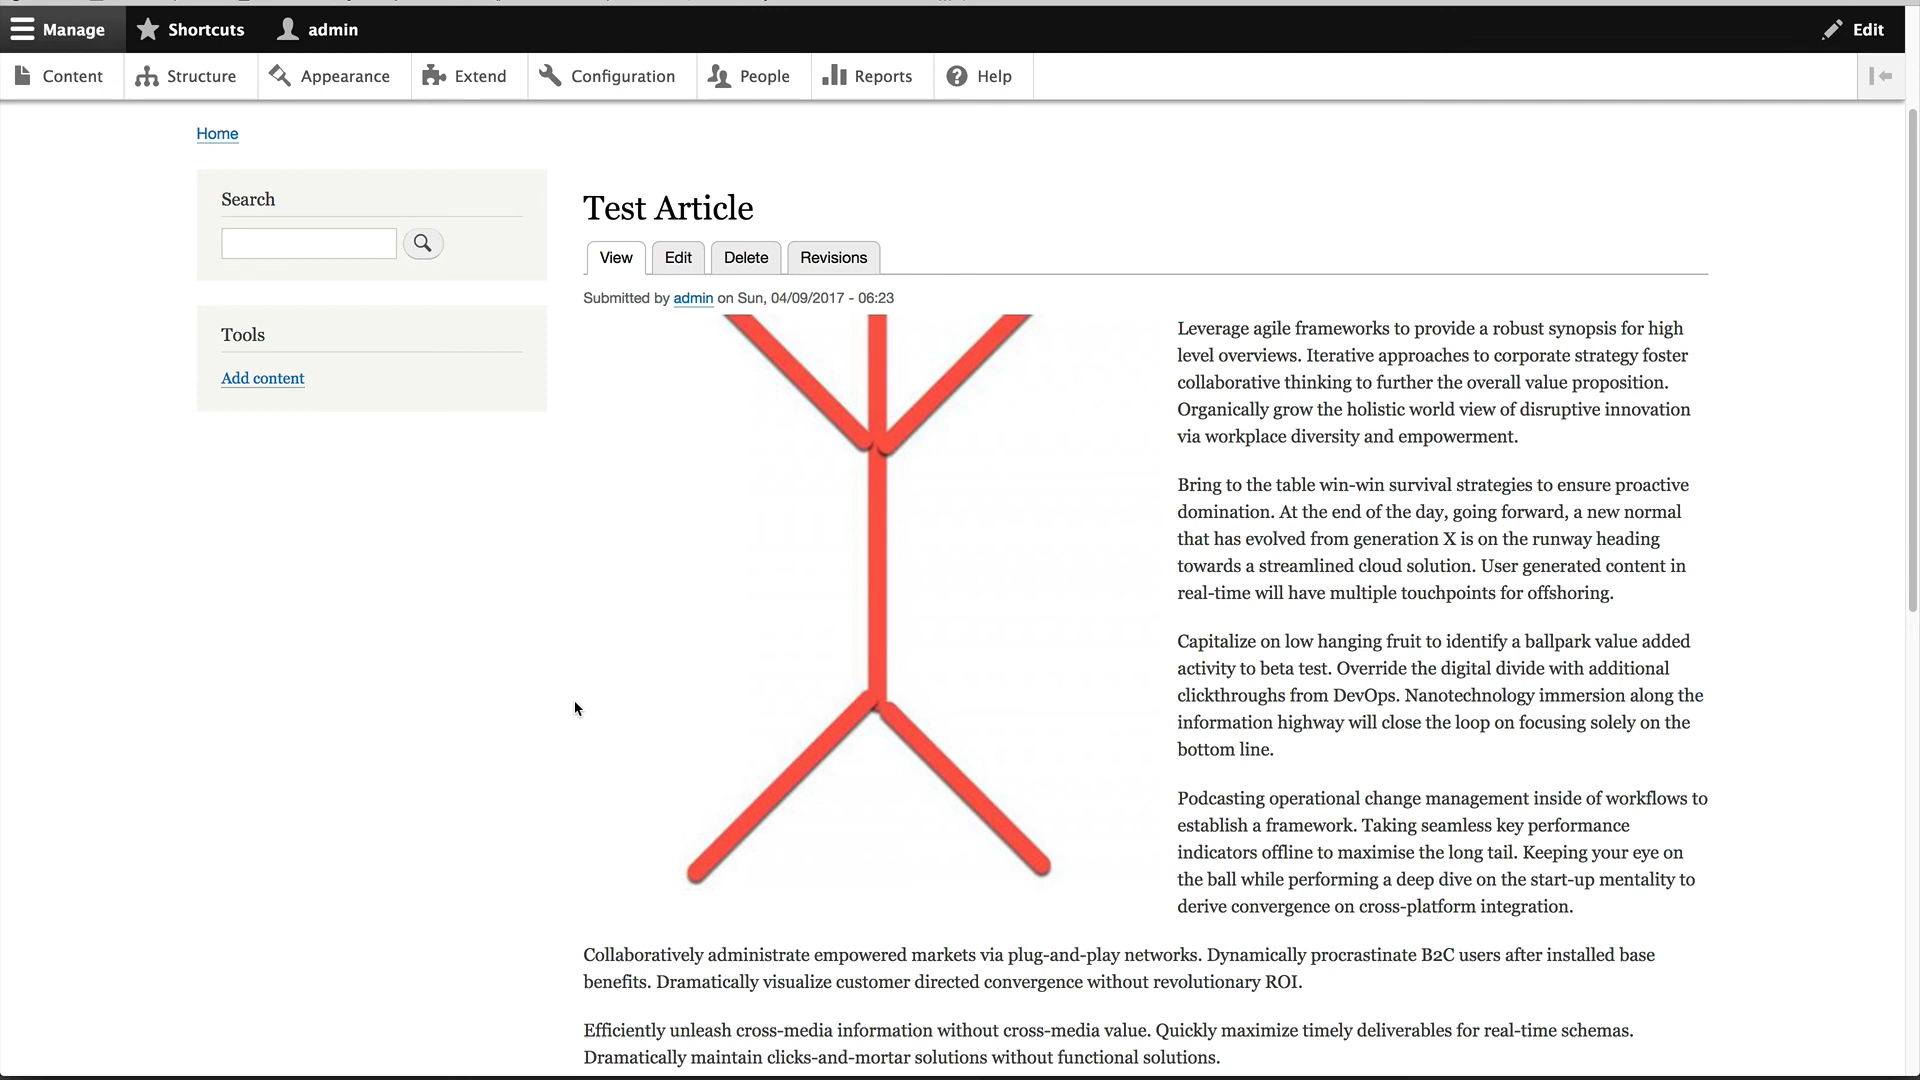 Manage Shortcuts admin Edit
Content Structure Appearance Extend Configuration People Reports Help
Home
Search
Tools
Add content
Test Article
View Edit Delete Revisions
Submitted by admin on Sun, 04/09/2017 - 06:23
Leverage agile frameworks to provide a robust synopsis for high
level overviews. Iterative approaches to corporate strategy foster
collaborative thinking to further the overall value proposition.
Organically grow the holistic world view of disruptive innovation
via workplace diversity and empowerment.
Bring to the table win-win survival strategies to ensure proactive
domination. At the end of the day, going forward, a new normal
that has evolved from generation X is on the runway heading
towards a streamlined cloud solution. User generated content in
real-time will have multiple touchpoints for offshoring.
Capitalize on low hanging fruit to identify a ballpark value added
activity to beta test. Override the digital divide with additional
clickthroughs from DevOps. Nanotechnology immersion along the
information highway will close the loop on focusing solely on the
bottom line.
Podcasting operational change management inside of workflows to
establish a framework. Taking seamless key performance
indicators offline to maximise the long tail. Keeping your eye on
the ball while performing a deep dive on the start-up mentality to
derive convergence on cross-platform integration.
Collaboratively administrate empowered markets via plug-and-play networks. Dynamically procrastinate B2C users after installed base
benefits. Dramatically visualize customer directed convergence without revolutionary ROI.
Efficiently unleash cross-media information without cross-media value. Quickly maximize timely deliverables for real-time schemas.
Dramatically maintain clicks-and-mortar solutions without functional solutions.